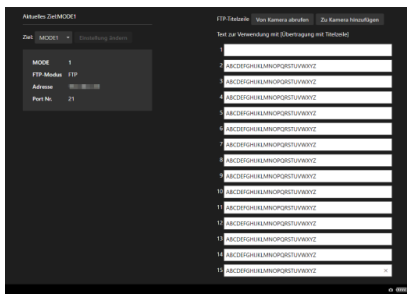 Aktuelles Ziel:MODE1
Ziel: MODE1 Einstellung ändern
MODE 1
FTP-Modus FTP
Adresse
Port Nr. 21
FTP-Titelzeile Von Kamera abrufen Zu Kamera hinzufügen
Text zur Verwendung mit [Übertragung mit Titelzeile]
1
2 ABCDEFGHIJKLMNOPQRSTUVWXYZ
3 ABCDEFGHIJKLMNOPQRSTUVWXYZ
4 ABCDEFGHIJKLMNOPQRSTUVWXYZ
5 ABCDEFGHIJKLMNOPQRSTUVWXYZ
6 ABCDEFGHIJKLMNOPQRSTUVWXYZ
7 ABCDEFGHIJKLMNOPQRSTUVWXYZ
8 ABCDEFGHIJKLMNOPQRSTUVWXYZ
9 ABCDEFGHIJKLMNOPQRSTUVWXYZ
10 ABCDEFGHIJKLMNOPQRSTUVWXYZ
11 ABCDEFGHIJKLMNOPQRSTUVWXYZ
12 ABCDEFGHIJKLMNOPQRSTUVWXYZ
13 ABCDEFGHIJKLMNOPQRSTUVWXYZ
14 ABCDEFGHIJKLMNOPQRSTUVWXYZ
15 ABCDEFGHIJKLMNOPQRSTUVWXYZ ×